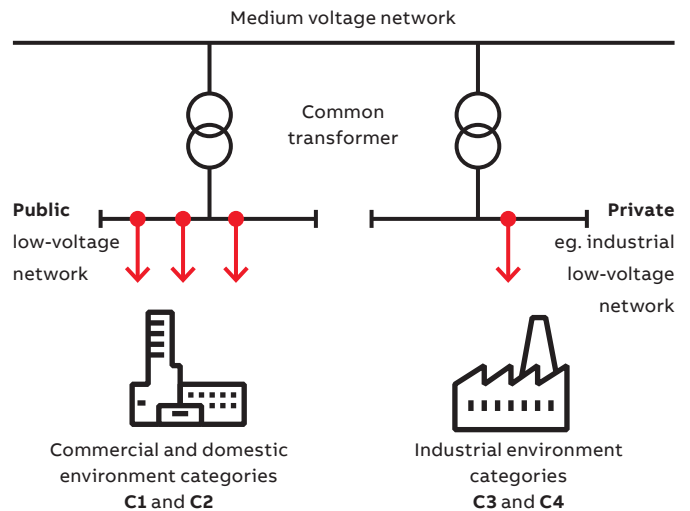 Medium voltage network
Common
transformer
Public
low-voltage
network
Private
eg. industrial
low-voltage
network
Commercial and domestic
environment categories
C1 and C2
Industrial environment
categories
C3 and C4